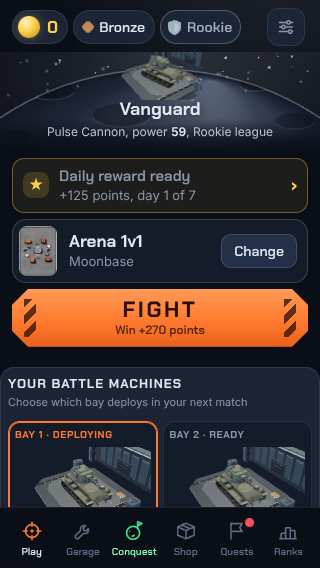 0
Bronze
Rookie
Vanguard
Pulse Cannon, power 59, Rookie league
Daily reward ready
+125 points, day 1 of 7
Arena 1v1
Moonbase
Change
FIGHT
Win +270 points
YOUR BATTLE MACHINES
Choose which bay deploys in your next match
BAY 1 · DEPLOYING
BAY 2 · READY
Play
Garage
Conquest
Shop
Quests
Ranks